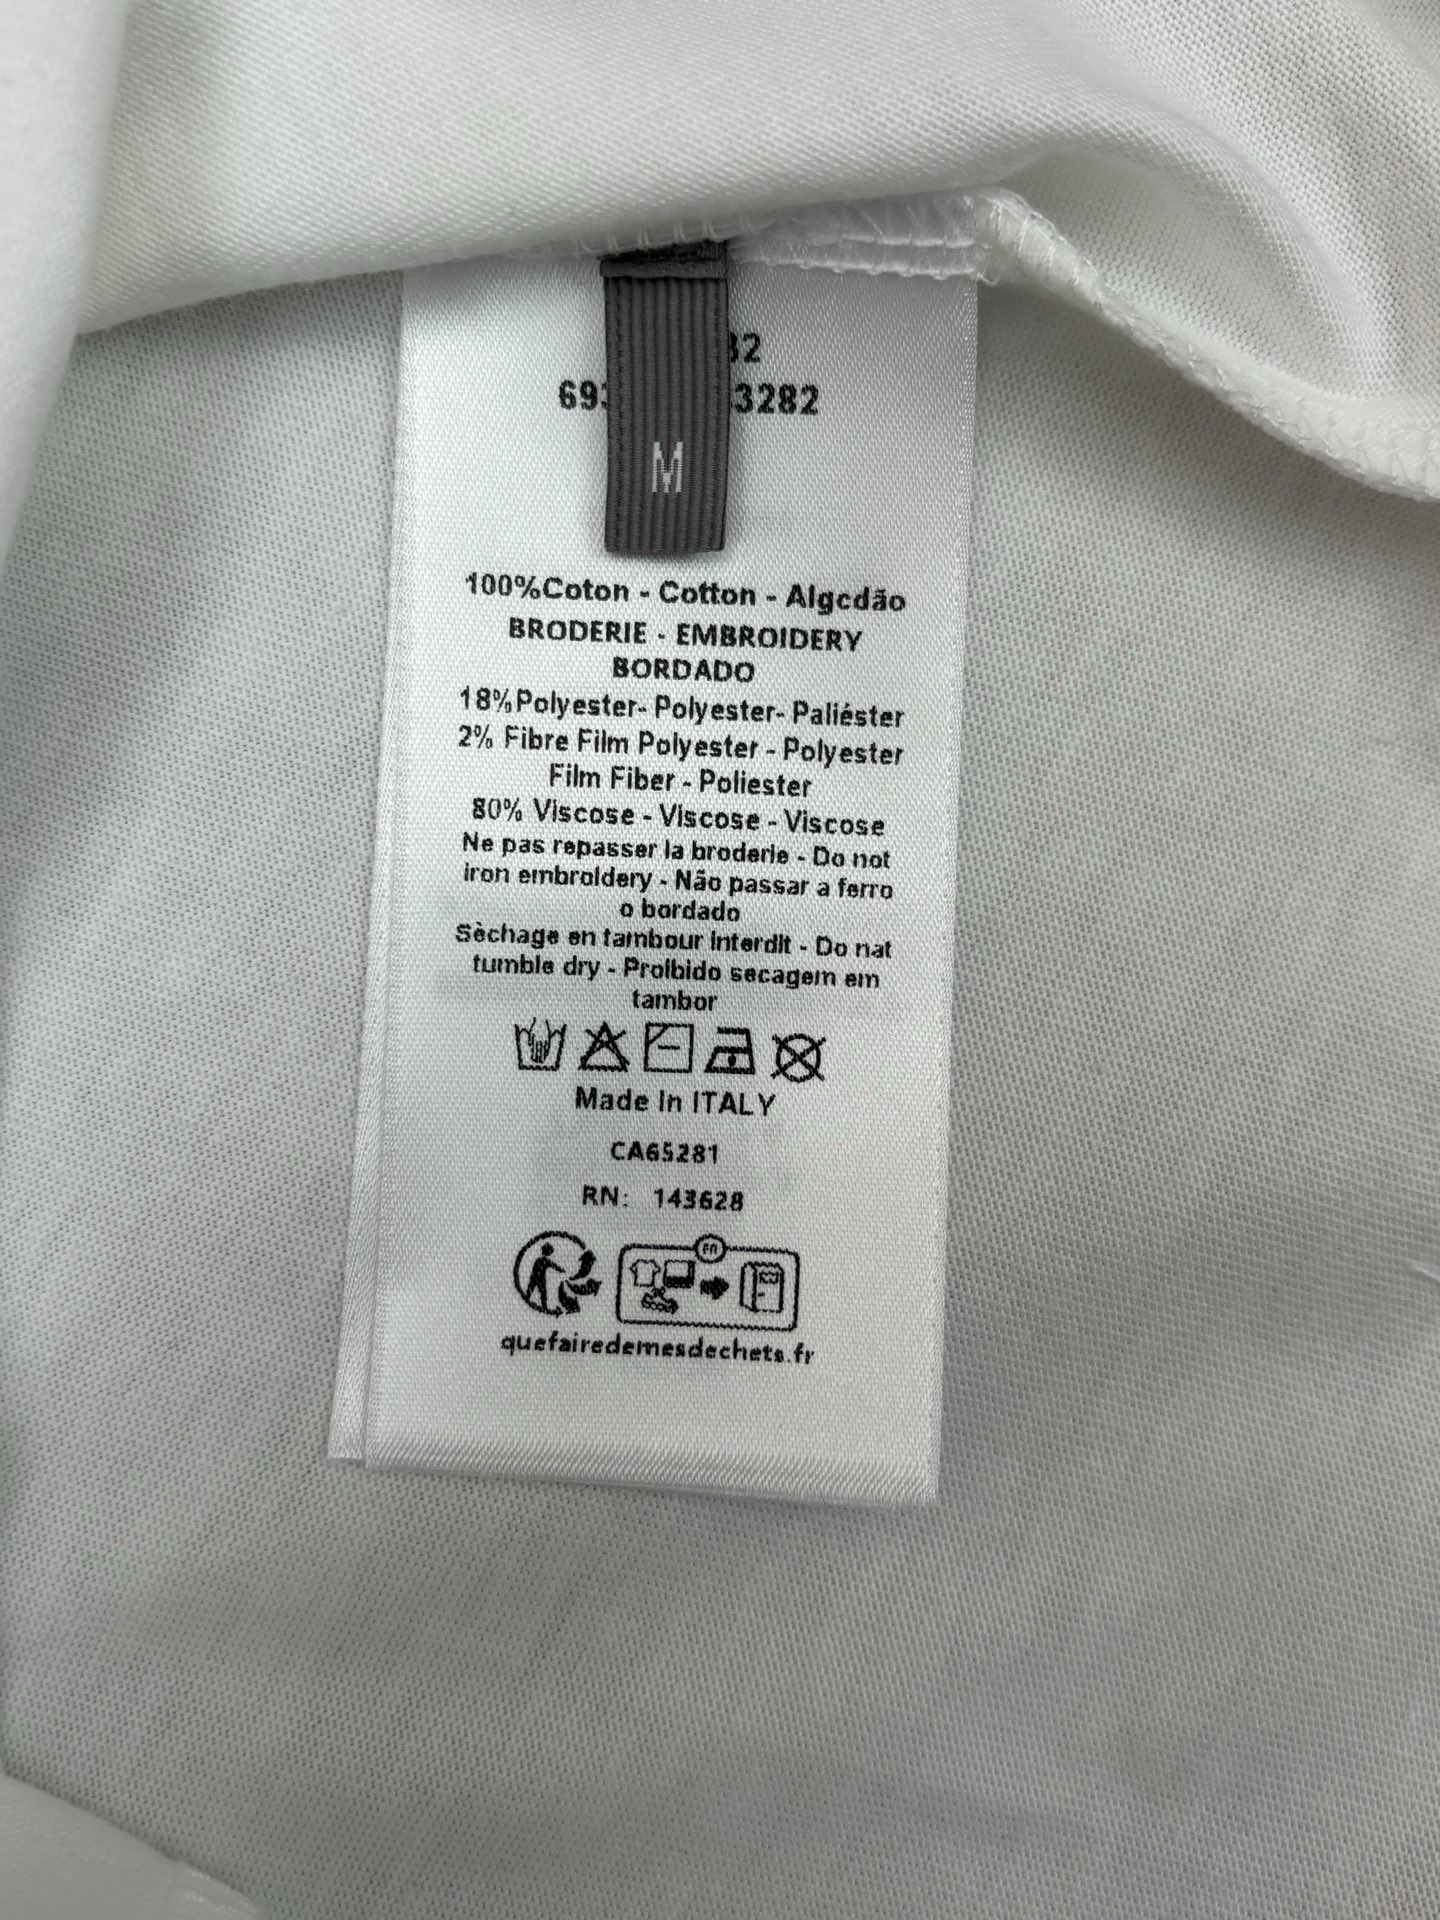 32
693 3282
M
100%Coton - Cotton - Algcdão
BRODERIE - EMBROIDERY
BORDADO
18%Polyester- Polyester- Paliéster
2% Fibre Film Polyester - Polyester
Film Fiber - Poliester
80% Viscose - Viscose - Viscose
Ne pas repasser la broderie - Do not
iron embroidery - Não passar a ferro
o bordado
Sèchage en tambour interdit - Do nat
tumble dry - Proibido secagem em
tambor
Made In ITALY
CA65281
RN: 143628
FR
quefairedemesdechets.fr